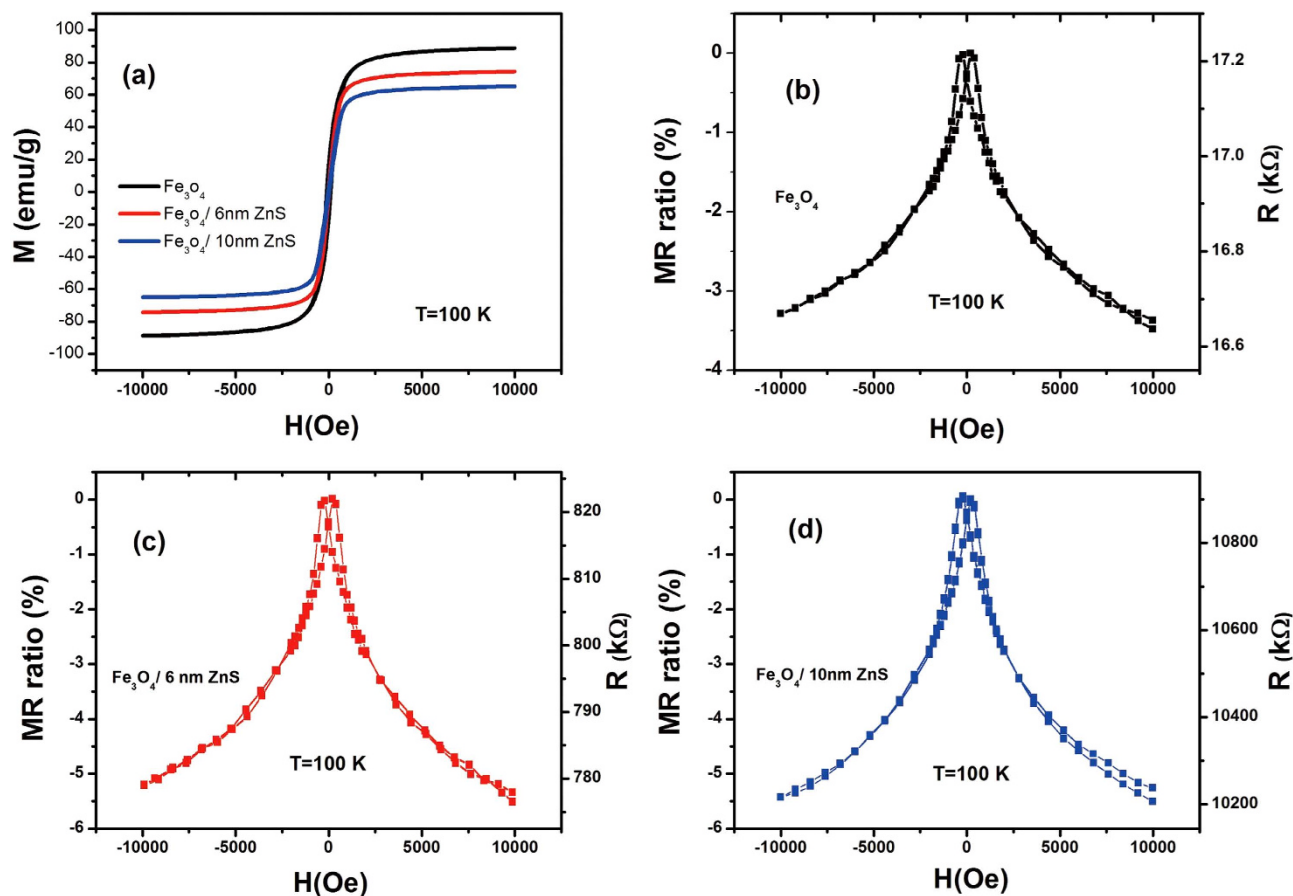 (a)
M (emu/g)
100
80
60
40
20
0
-20
-40
-60
-80
-100
Fe₃O₄
Fe₃O₄/ 6nm ZnS
Fe₃O₄/ 10nm ZnS
T=100 K
-10000 -5000 0 5000 10000
H(Oe)
(b)
MR ratio (%)
0
-1
-2
-3
-4
Fe₃O₄
T=100 K
17.2
17.0
16.8
16.6
R (kΩ)
-10000 -5000 0 5000 10000
H(Oe)
(c)
MR ratio (%)
0
-1
-2
-3
-4
-5
-6
Fe₃O₄/ 6 nm ZnS
T=100 K
820
810
800
790
780
R (kΩ)
-10000 -5000 0 5000 10000
H(Oe)
(d)
MR ratio (%)
0
-1
-2
-3
-4
-5
-6
Fe₃O₄/ 10nm ZnS
T=100 K
10800
10600
10400
10200
R (kΩ)
-10000 -5000 0 5000 10000
H(Oe)